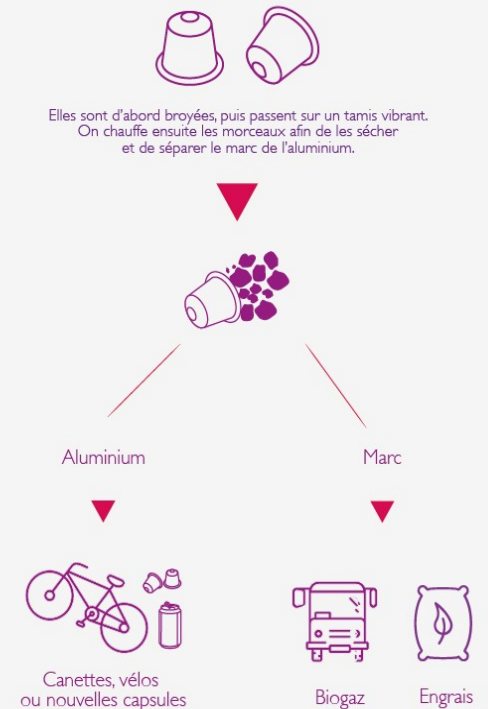 Elles sont d'abord broyées, puis passent sur un tamis vibrant.
On chauffe ensuite les morceaux afin de les sécher
et de séparer le marc de l'aluminium.
Aluminium
Marc
Canettes, vélos
ou nouvelles capsules
Biogaz
Engrais